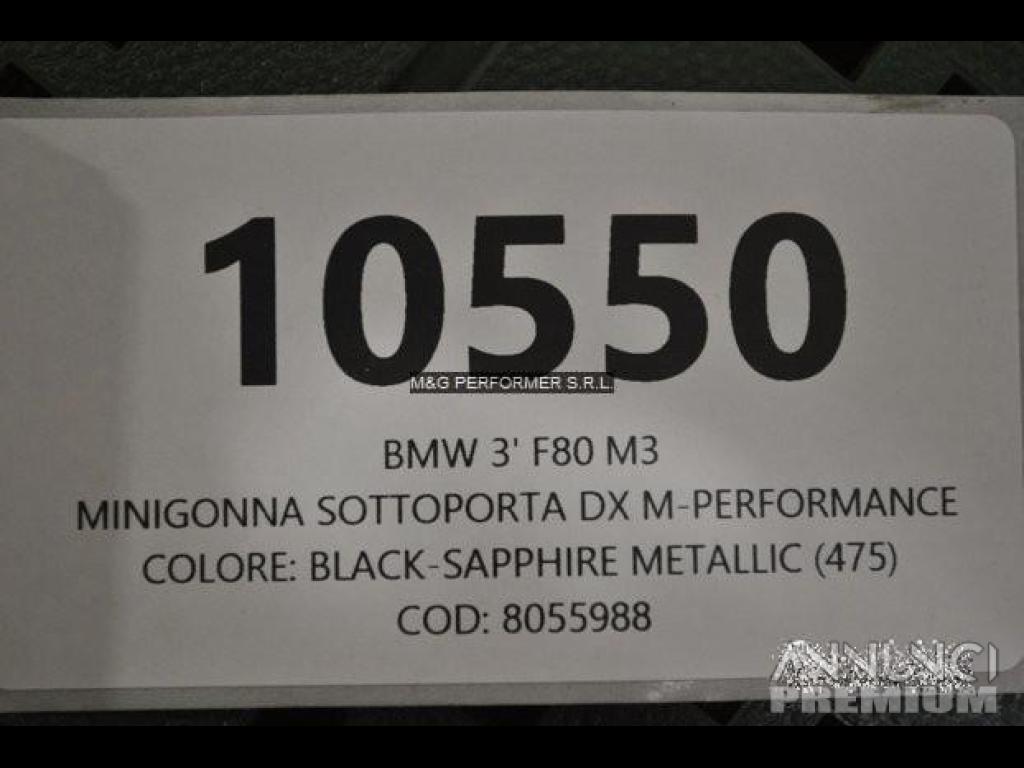 10550
M&G PERFORMER S.R.L.
BMW 3' F80 M3
MINIGONNA SOTTOPORTA DX M-PERFORMANCE
COLORE: BLACK-SAPPHIRE METALLIC (475)
COD: 8055988
ANNUNCI
PREMIUM